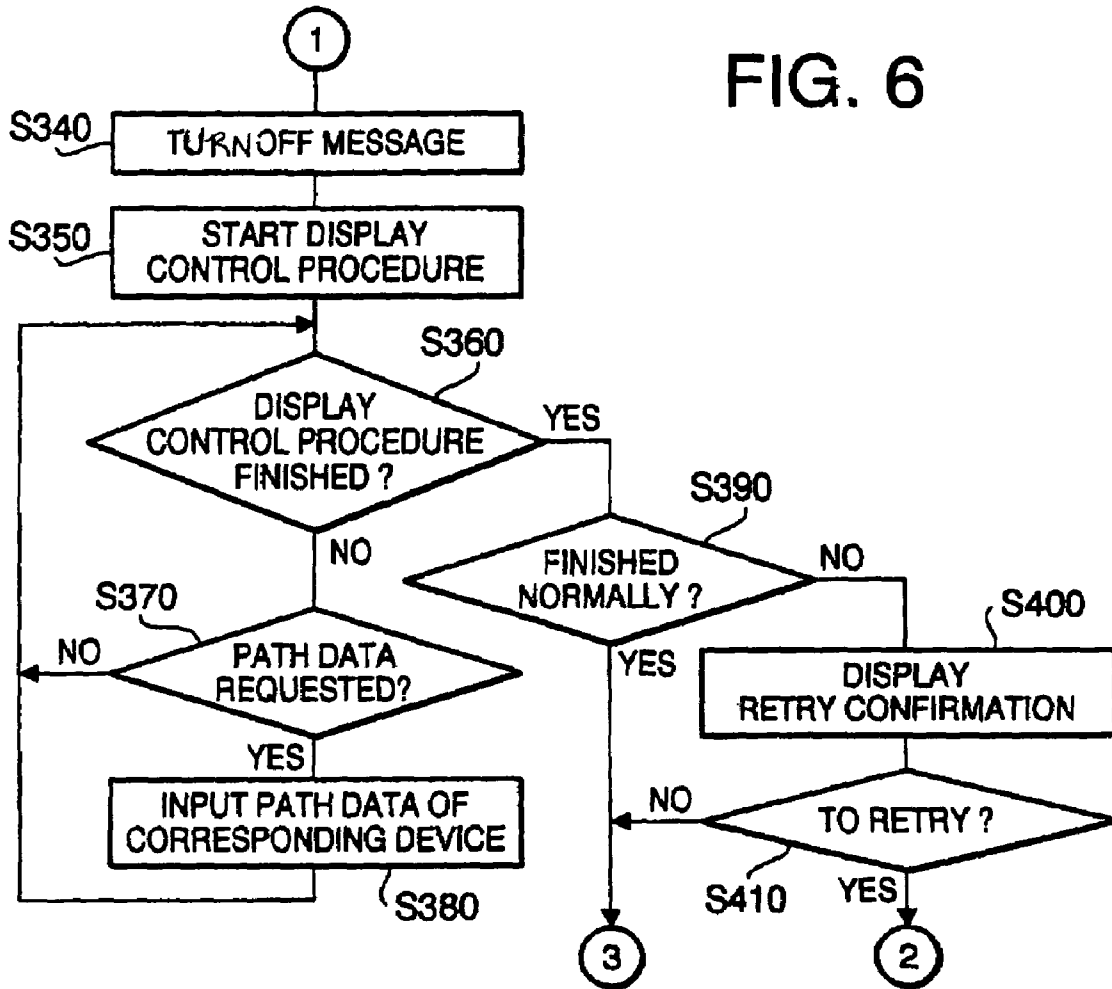 1
FIG. 6
S340
TURN OFF MESSAGE
S350
START DISPLAY
CONTROL PROCEDURE
S360
DISPLAY
CONTROL PROCEDURE
FINISHED ?
YES
NO
S390
FINISHED
NORMALLY ?
NO
YES
S370
NO
PATH DATA
REQUESTED?
YES
S400
DISPLAY
RETRY CONFIRMATION
INPUT PATH DATA OF
CORRESPONDING DEVICE
S380
NO
TO RETRY ?
S410
YES
3
2